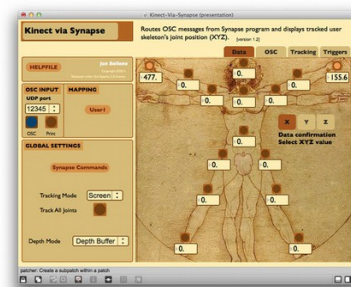 Kinect-Via-Synapse (presentation)
Kinect via Synapse
Routes OSC messages from Synapse program and displays tracked user
skeleton's joint position (XYZ). [version 1.2]
Data OSC Tracking Triggers
HELPFILE
OSC INPUT MAPPING
UDP port
12345
User1
OSC Print
GLOBAL SETTINGS
Synapse Commands
Tracking Mode Screen
Track All Joints
Depth Mode Depth Buffer
477. 0. 155.6
0. 0.
0. 0. 0. 0. 0.
X Y Z
Data confirmation
Select XYZ value
0.
0. 0.
0. 0.
0. 0.
patcher: Create a subpatch within a patch